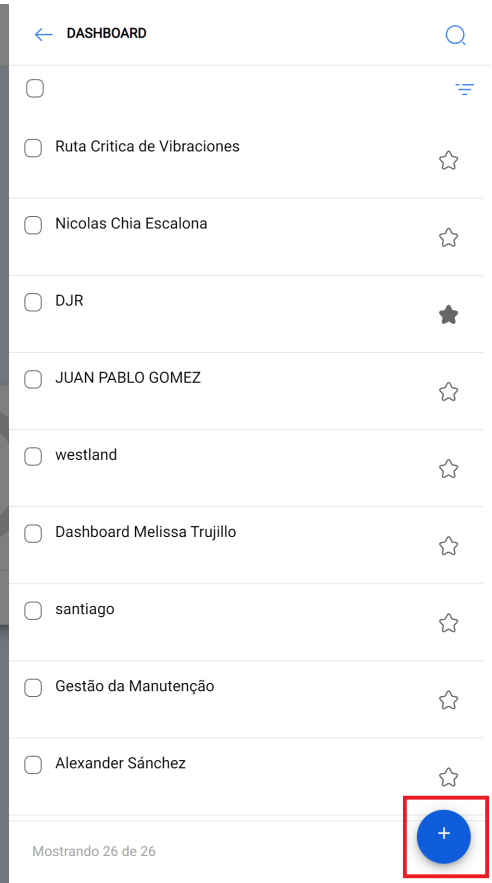 DASHBOARD
Ruta Critica de Vibraciones
Nicolas Chia Escalona
DJR
JUAN PABLO GOMEZ
westland
Dashboard Melissa Trujillo
santiago
Gestão da Manutenção
Alexander Sánchez
Mostrando 26 de 26